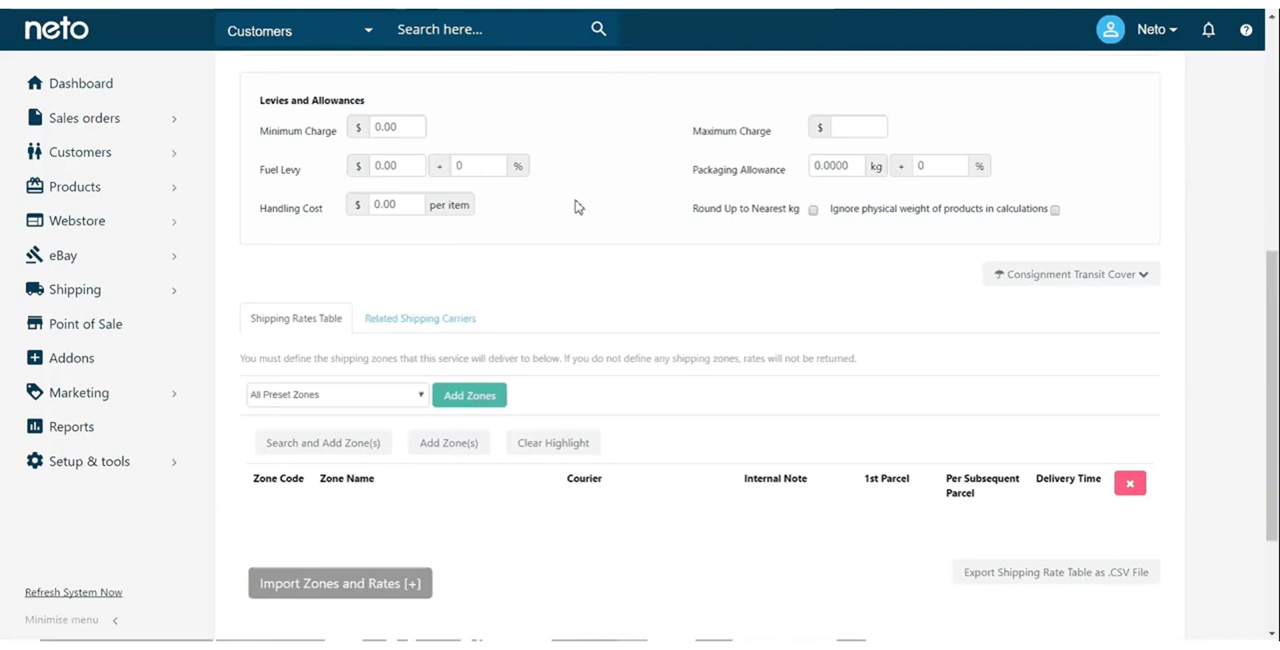 neto
Customers
Search here...
Neto
Dashboard
Sales orders
Customers
Products
Webstore
eBay
Shipping
Point of Sale
Addons
Marketing
Reports
Setup & tools
Refresh System Now
Minimise menu
Levies and Allowances
Minimum Charge $ 0.00
Maximum Charge $
Fuel Levy $ 0.00 + 0 %
Packaging Allowance 0.0000 kg + 0 %
Handling Cost $ 0.00 per item
Round Up to Nearest kg Ignore physical weight of products in calculations
Consignment Transit Cover
Shipping Rates Table Related Shipping Carriers
You must define the shipping zones that this service will deliver to below. If you do not define any shipping zones, rates will not be returned.
All Preset Zones Add Zones
Search and Add Zone(s) Add Zone(s) Clear Highlight
Zone Code Zone Name Courier Internal Note 1st Parcel Per Subsequent Delivery Time
Parcel
Import Zones and Rates [+]
Export Shipping Rate Table as .CSV File